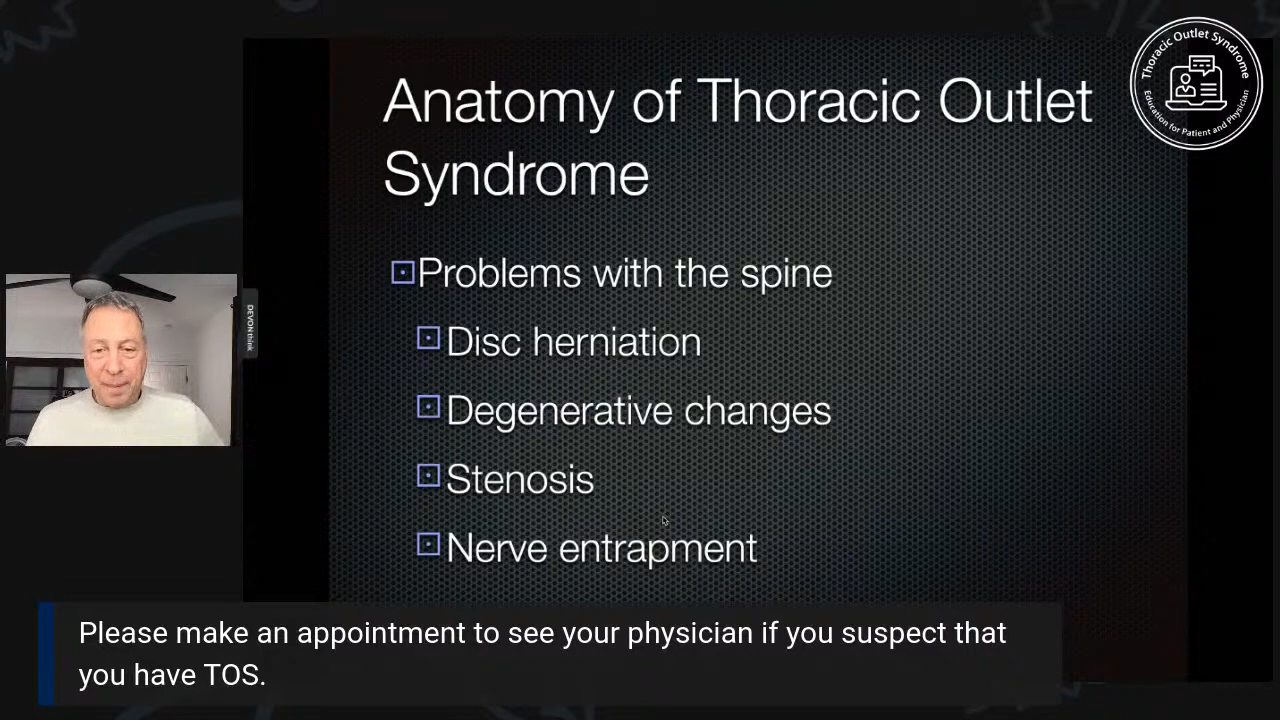 Anatomy of Thoracic Outlet
Syndrome
Problems with the spine
Disc herniation
Degenerative changes
Stenosis
Nerve entrapment
Thoracic Outlet Syndrome
Education for Patient and Physician
DEVONthink
Please make an appointment to see your physician if you suspect that
you have TOS.